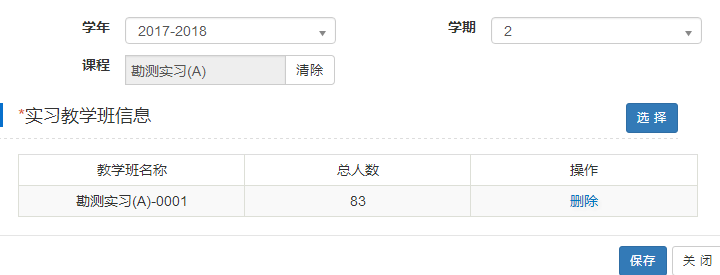 学年 2017-2018 学期 2
课程 勘测实习(A) 清除
*实习教学班信息 选 择
教学班名称 总人数 操作
勘测实习(A)-0001 83 删除
保存 关 闭